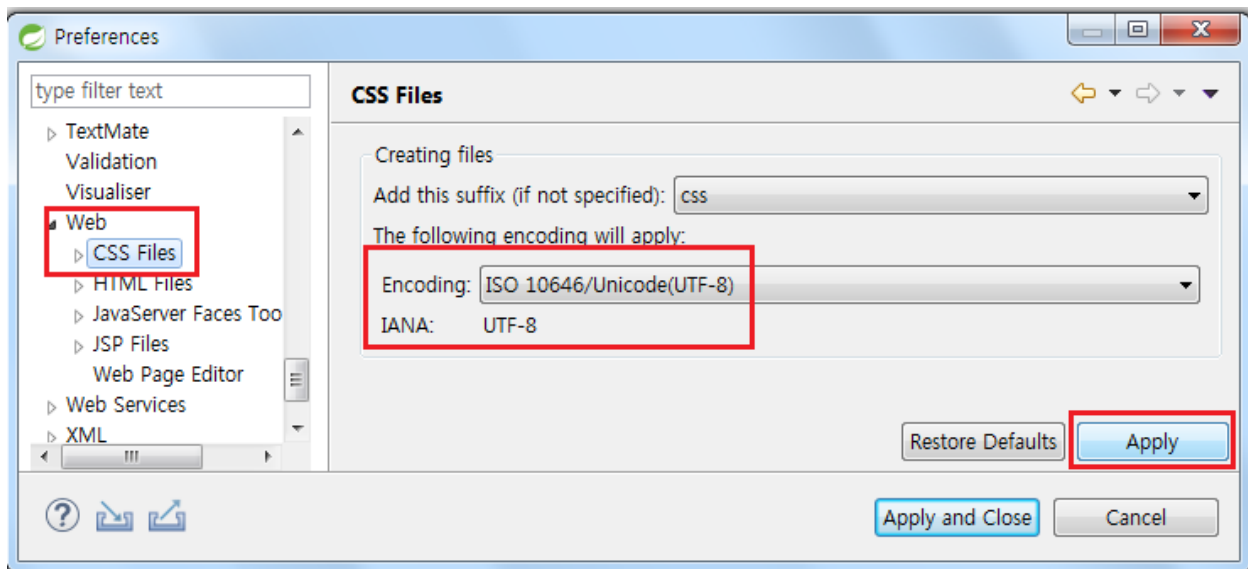 Preferences
type filter text
TextMate
Validation
Visualiser
Web
CSS Files
HTML Files
JavaServer Faces Too
JSP Files
Web Page Editor
Web Services
XML
CSS Files
Creating files
Add this suffix (if not specified): css
The following encoding will apply:
Encoding: ISO 10646/Unicode(UTF-8)
IANA: UTF-8
Restore Defaults Apply
Apply and Close Cancel